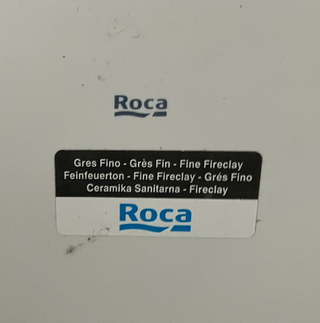 Roca
Gres Fino - Grès Fin - Fine Fireclay
Feinfeuerton - Fine Fireclay - Grés Fino
Ceramika Sanitarna - Fireclay
Roca